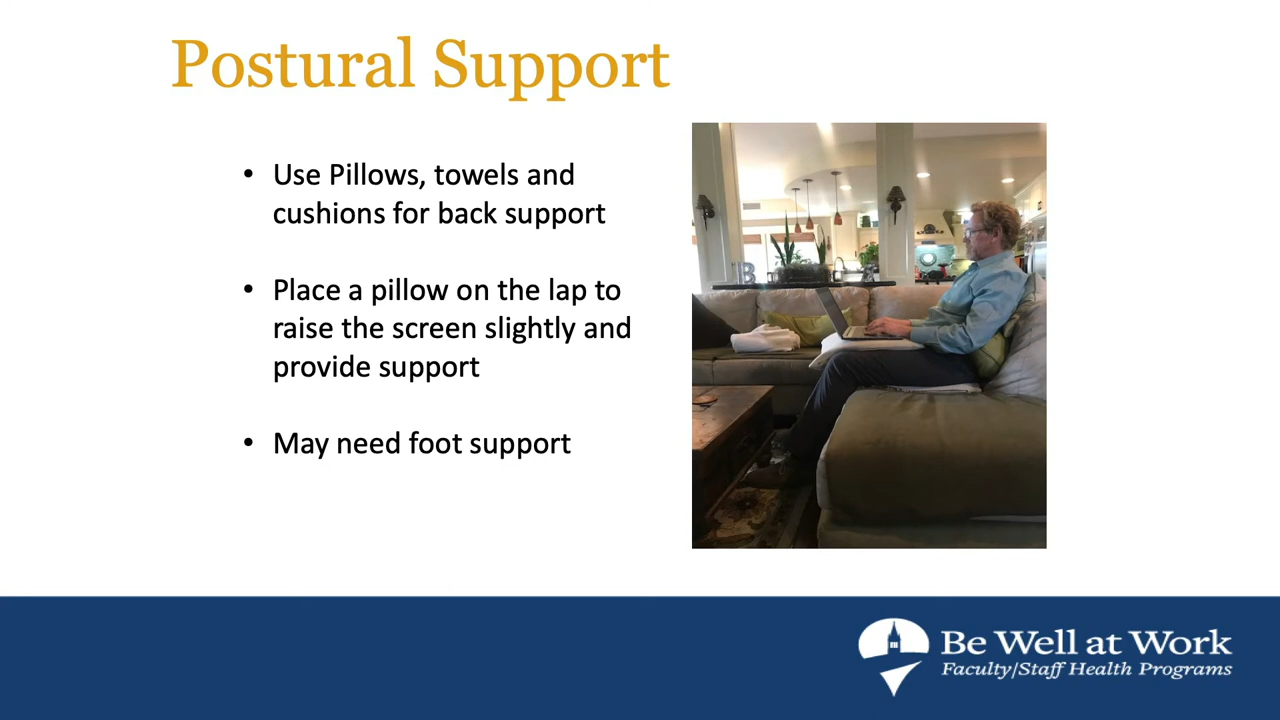 Postural Support
• Use Pillows, towels and
cushions for back support
• Place a pillow on the lap to
raise the screen slightly and
provide support
• May need foot support
B
Be Well at Work
Faculty/Staff Health Programs